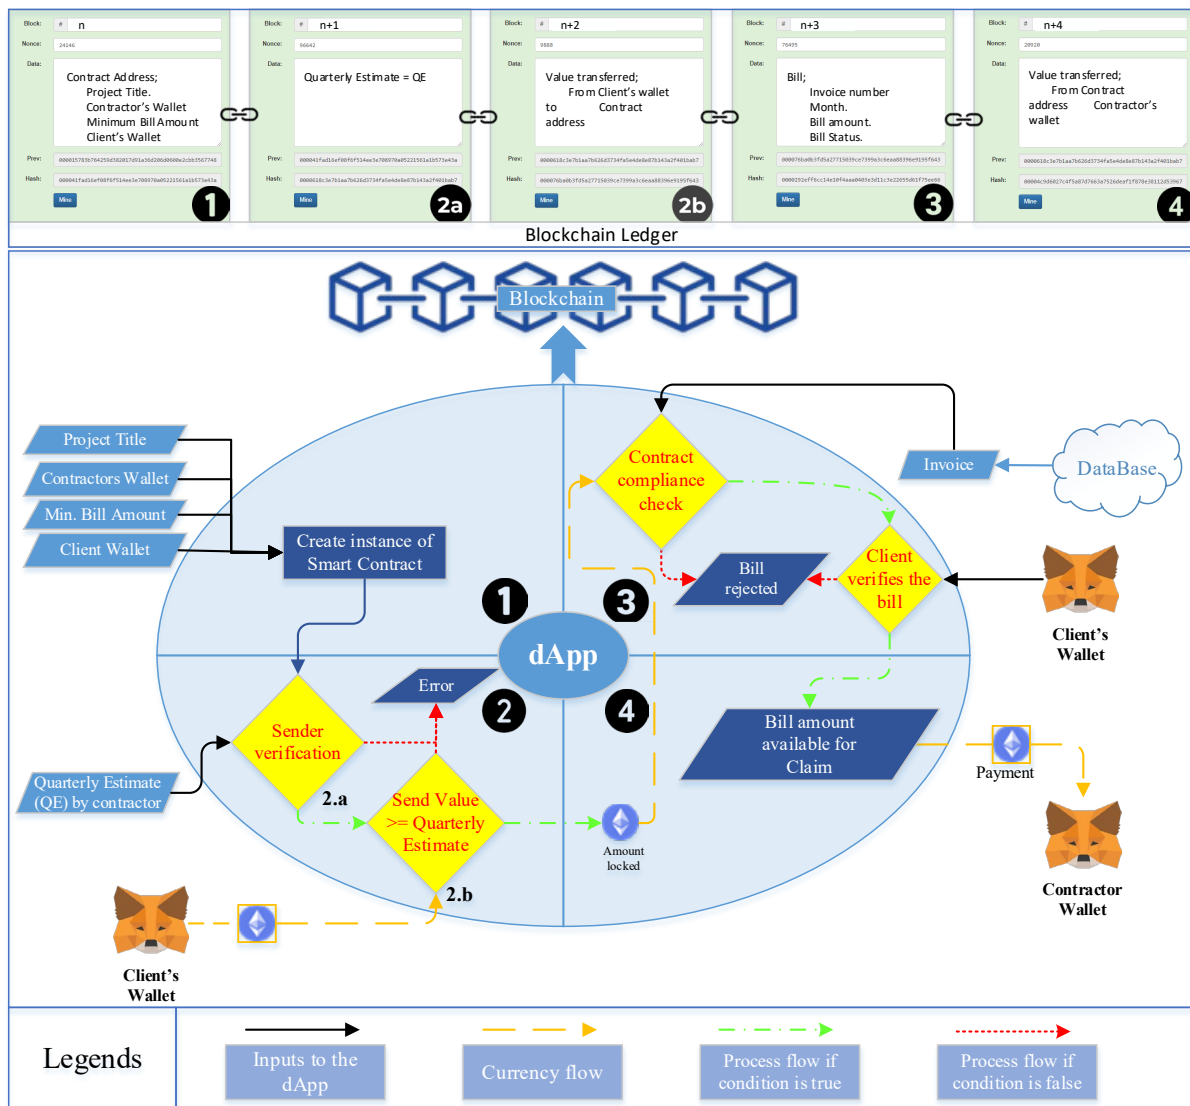 Block: # n
Nonce: 24146
Data:
Contract Address;
Project Title.
Contractor's Wallet
Minimum Bill Amount
Client's Wallet
Prev:
Hash:
Mine
1
Block: # n+1
Nonce: 96642
Data:
Quarterly Estimate = QE
Prev:
Hash:
Mine
2a
Block: # n+2
Nonce: 9888
Data:
Value transferred;
From Client's wallet
to Contract
address
Prev:
Hash:
Mine
2b
Block: # n+3
Nonce: 76495
Data:
Bill;
Invoice number
Month.
Bill amount.
Bill Status.
Prev:
Hash:
Mine
3
Block: # n+4
Nonce: 20920
Data:
Value transferred;
From Contract
address Contractor's
wallet
Prev:
Hash:
Mine
4
Blockchain Ledger
Blockchain
Project Title
Contractors Wallet
Min. Bill Amount
Client Wallet
Create instance of
Smart Contract
1
Contract
compliance
check
Invoice
DataBase
Bill
rejected
Client
verifies the
bill
Client's
Wallet
3
dApp
2
4
Error
Sender
verification
Quarterly Estimate
(QE) by contractor
2.a
Send Value
>= Quarterly
Estimate
2.b
Amount
locked
Bill amount
available for
Claim
Payment
Contractor
Wallet
Client's
Wallet
Legends
Inputs to the
dApp
Currency flow
Process flow if
condition is true
Process flow if
condition is false